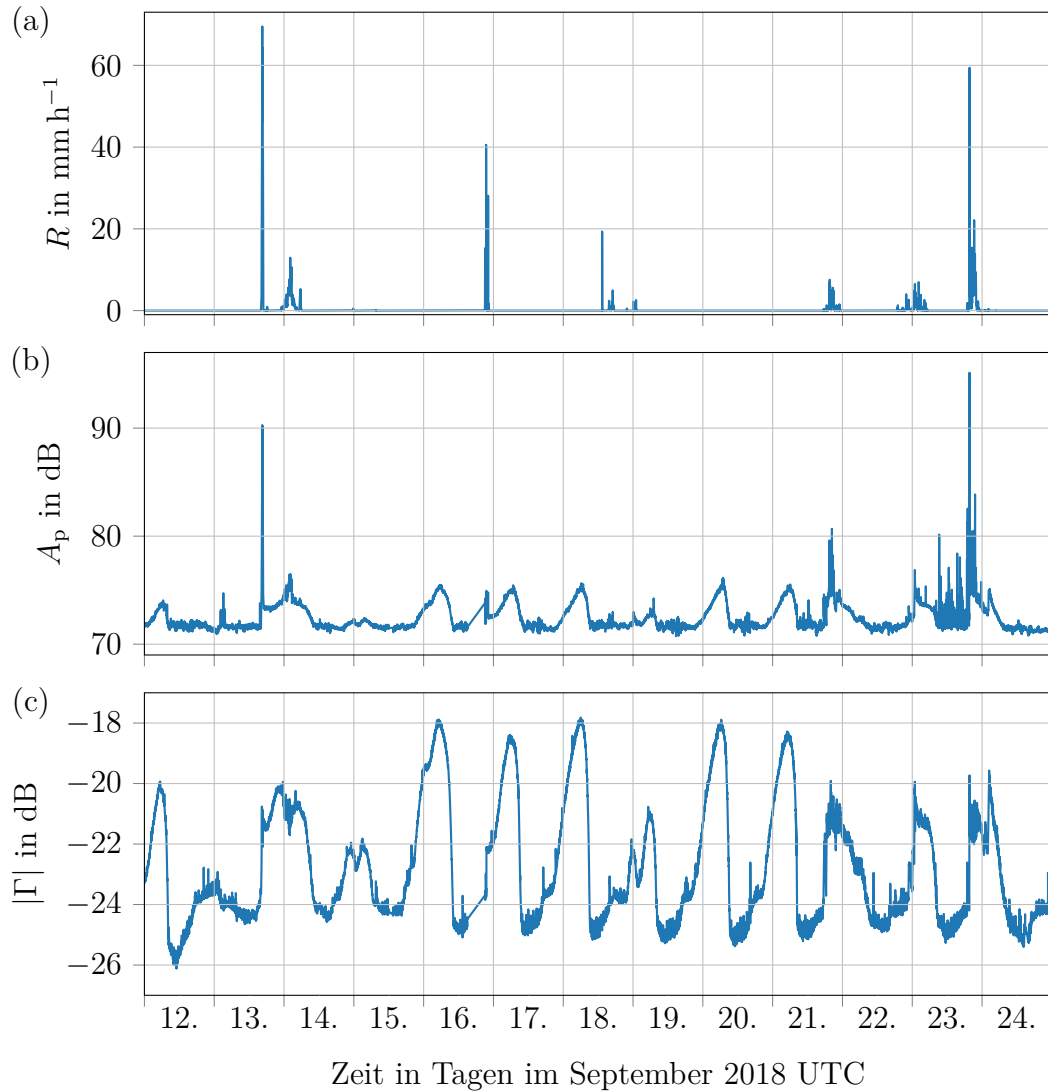 (a)
R in mm h⁻¹
60
40
20
0
(b)
A_p in dB
90
80
70
(c)
|Γ| in dB
−18
−20
−22
−24
−26
12. 13. 14. 15. 16. 17. 18. 19. 20. 21. 22. 23. 24.
Zeit in Tagen im September 2018 UTC